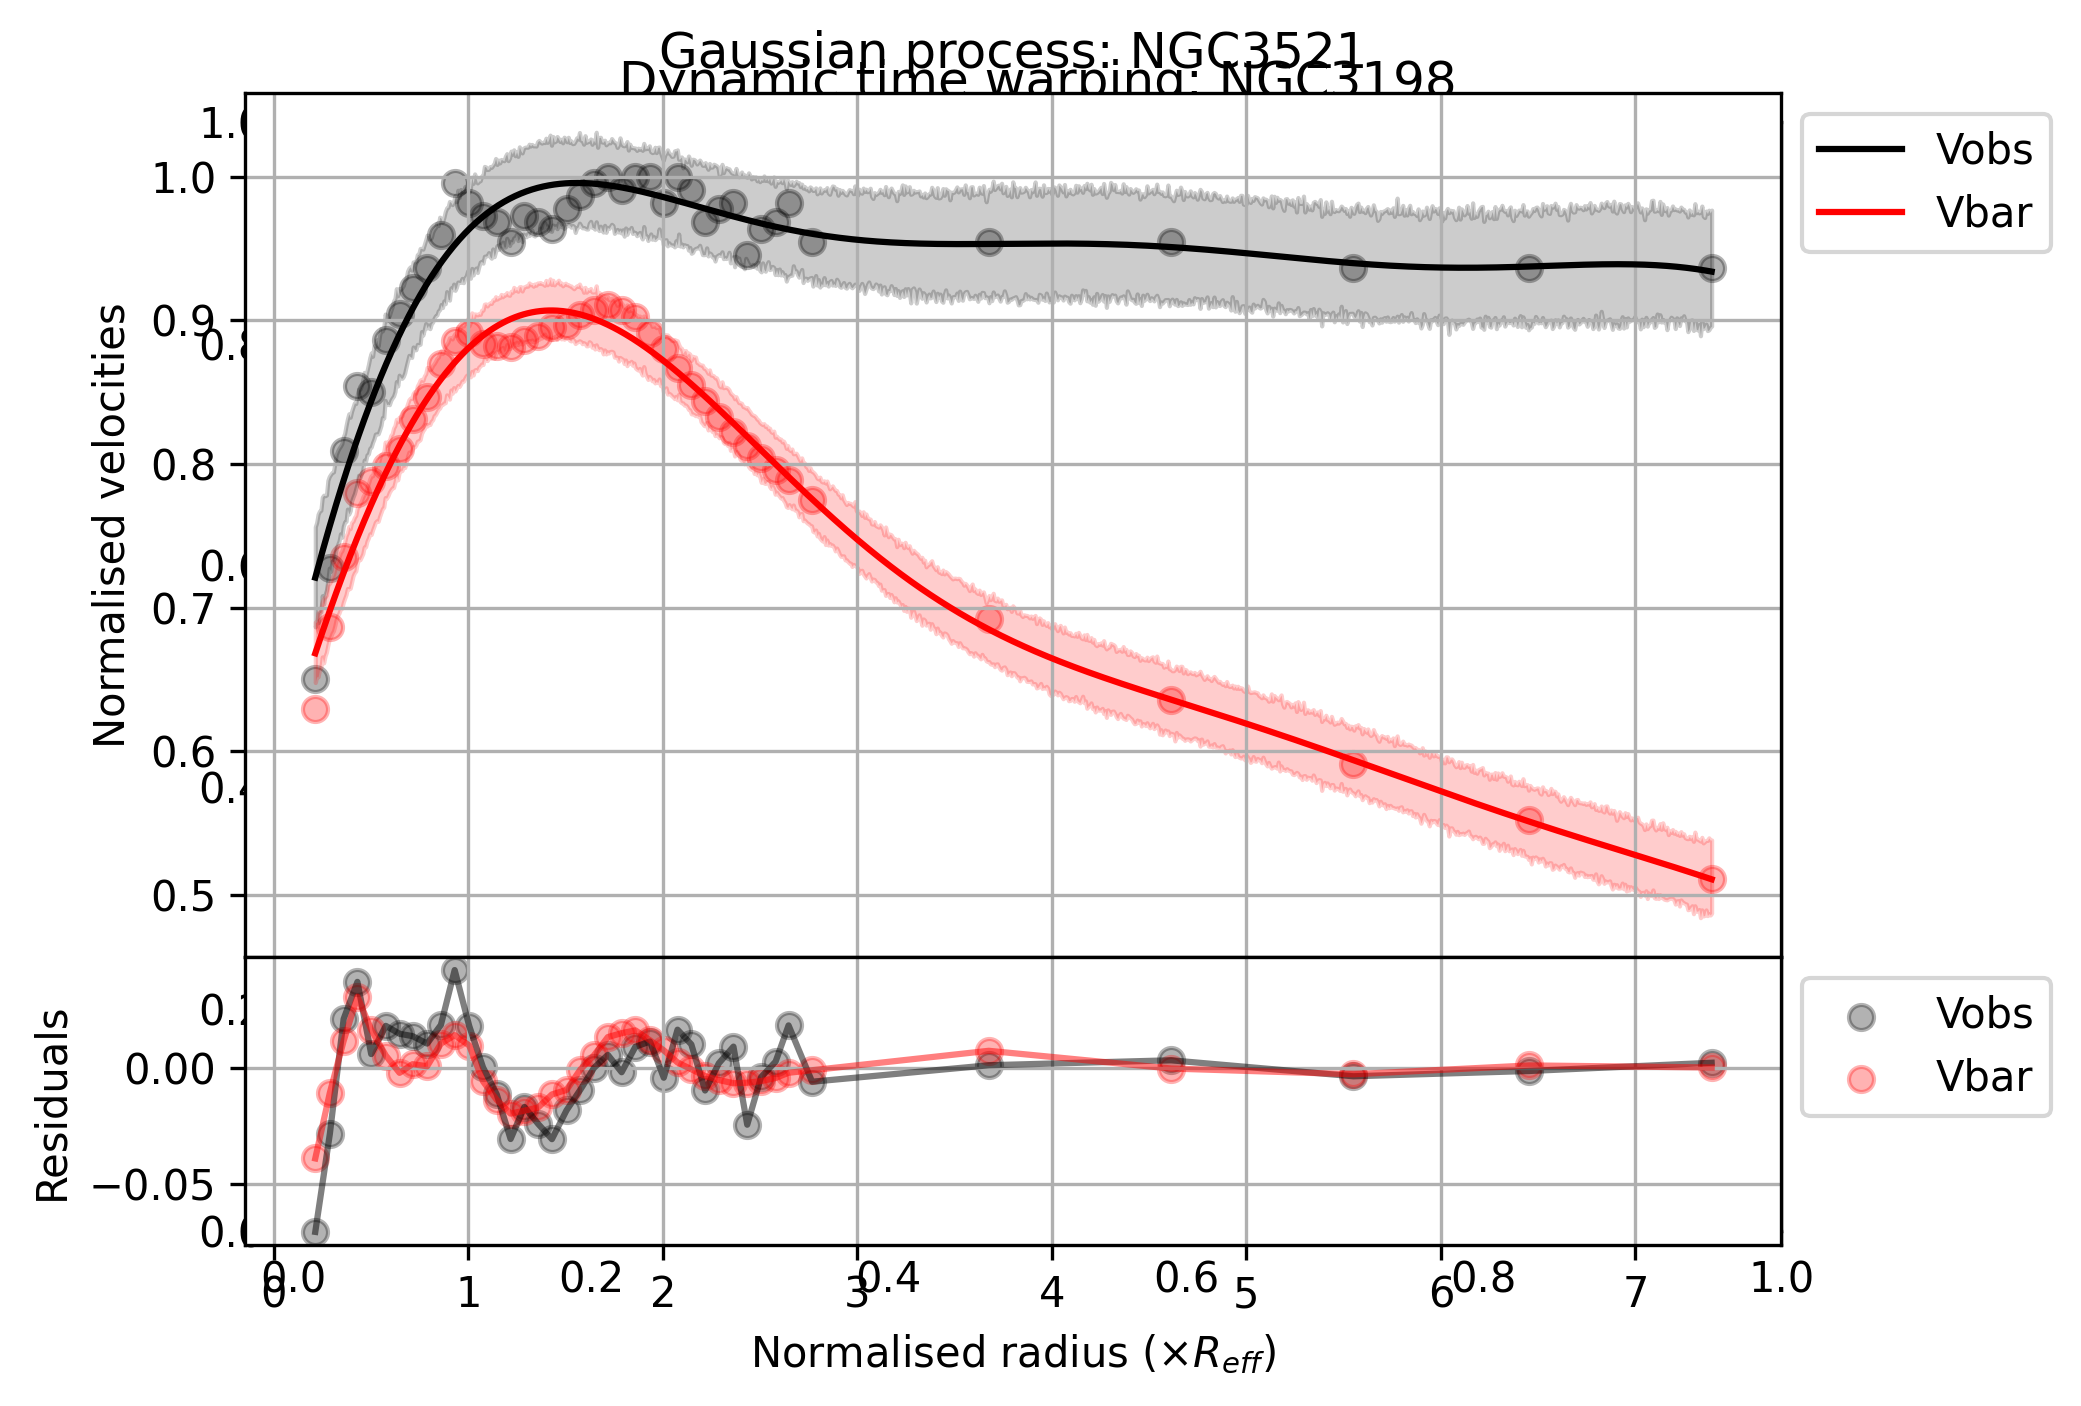 Gaussian process: NGC3521
Dynamic time warping: NGC3198
Vobs
Vbar
1.0
0.9
0.8
0.7
0.6
0.5
Normalised velocities
Vobs
Vbar
0.00
−0.05
Residuals
0.0 0.2 0.4 0.6 0.8 1.0
0 1 2 3 4 5 6 7
Normalised radius (×R_eff)